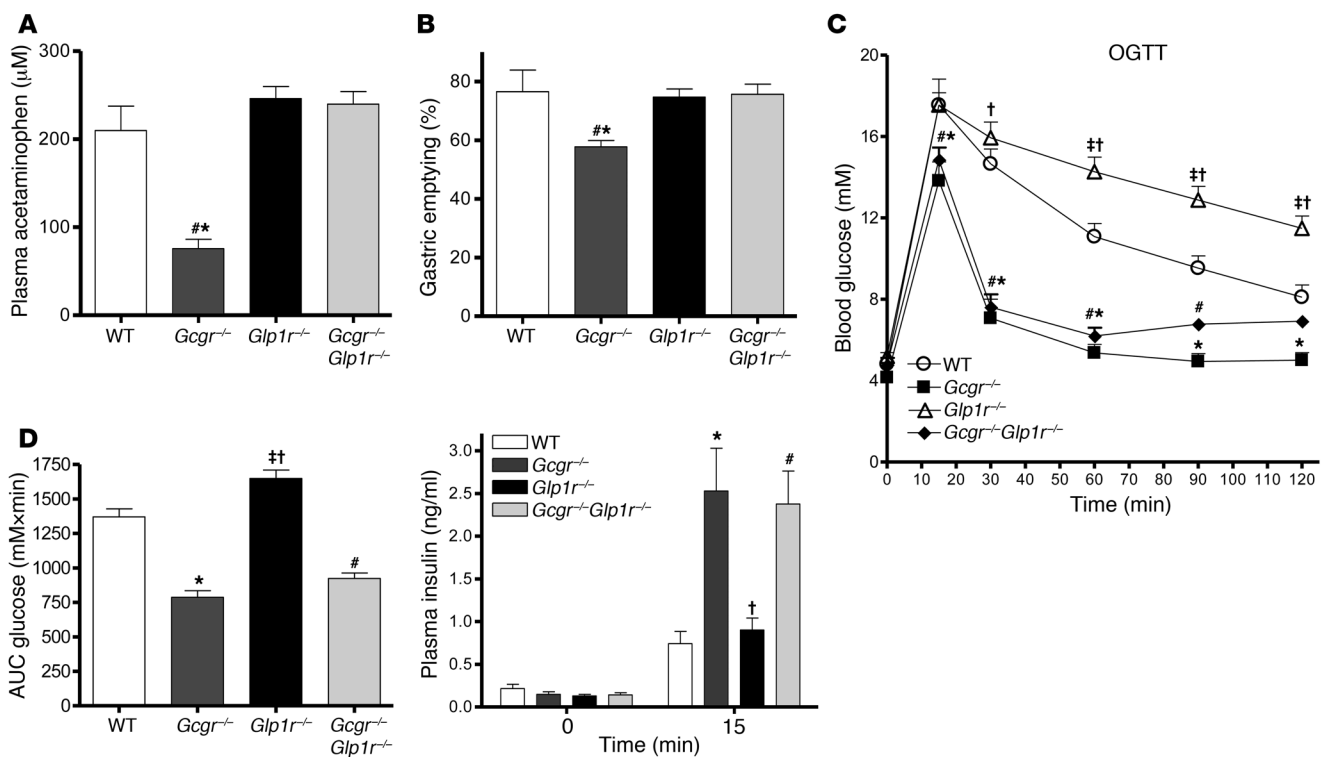 A
Plasma acetaminophen (μM)
300
200
100
0
#*
WT
Gcgr–/–
Glp1r–/–
Gcgr–/–
Glp1r–/–
B
Gastric emptying (%)
80
60
40
20
0
#*
WT
Gcgr–/–
Glp1r–/–
Gcgr–/–
Glp1r–/–
C
OGTT
Blood glucose (mM)
20
16
12
8
4
0
†
#*
‡†
‡†
‡†
#*
#*
#
*
*
WT
Gcgr–/–
Glp1r–/–
Gcgr–/–Glp1r–/–
0 10 20 30 40 50 60 70 80 90 100 110 120
Time (min)
D
AUC glucose (mM×min)
1750
1500
1250
1000
750
500
250
0
*
‡†
#
WT
Gcgr–/–
Glp1r–/–
Gcgr–/–
Glp1r–/–
Plasma insulin (ng/ml)
3.0
2.5
2.0
1.5
1.0
0.5
0.0
WT
Gcgr–/–
Glp1r–/–
Gcgr–/–Glp1r–/–
*
†
#
0 15
Time (min)